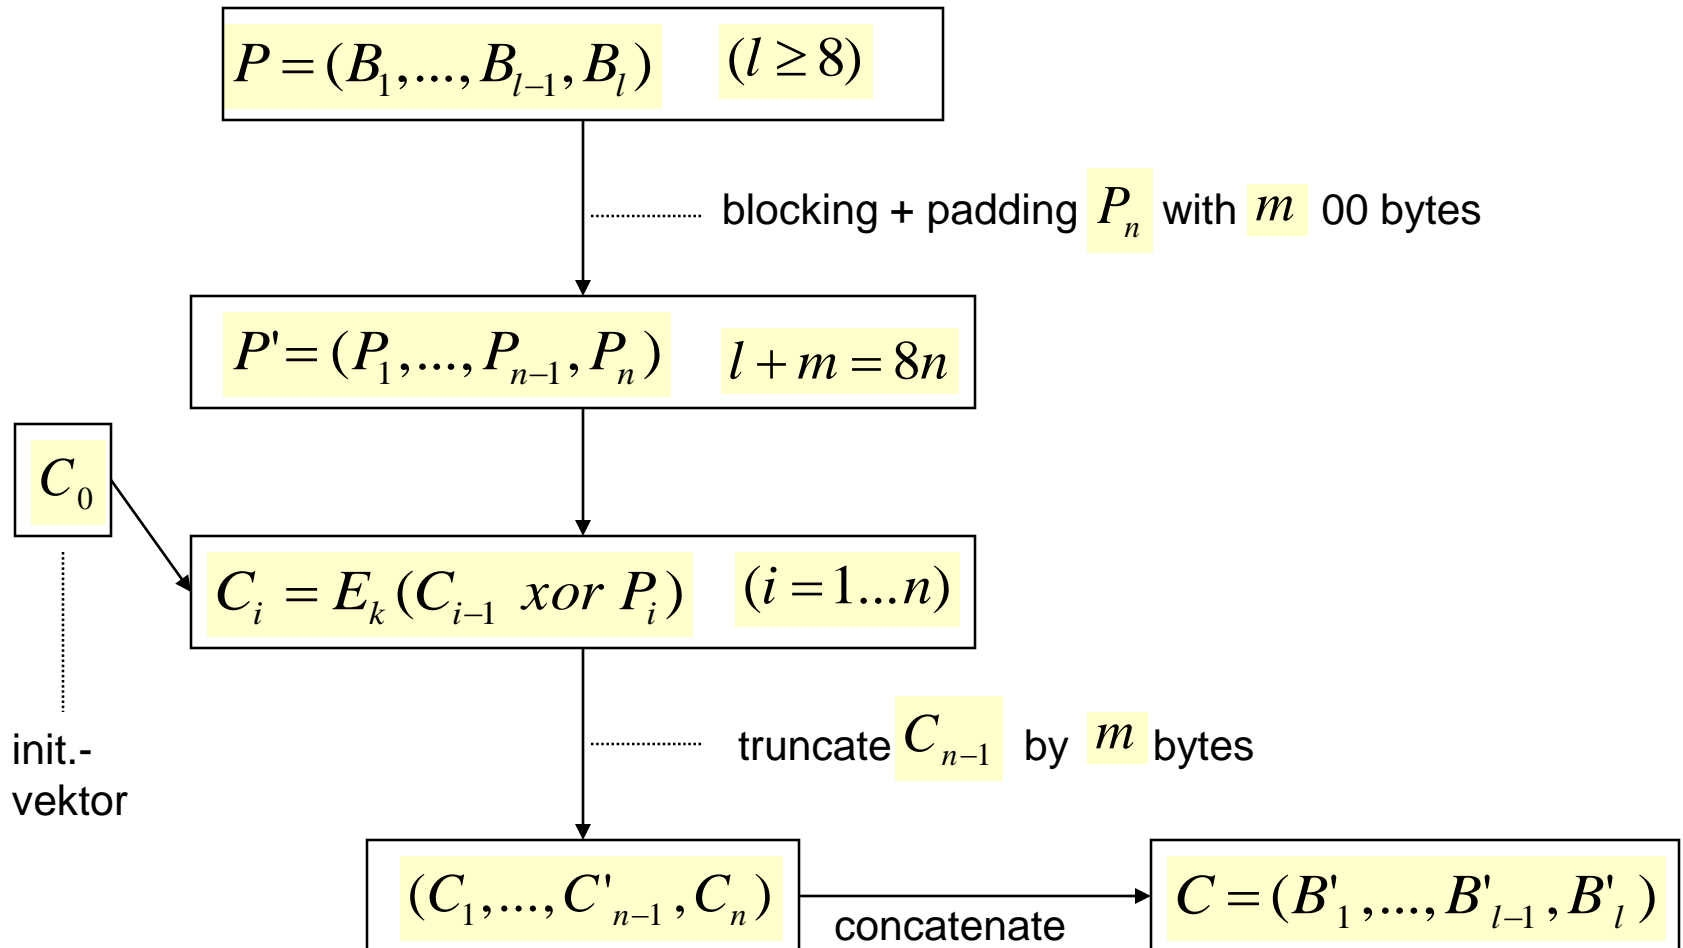 P = (B₁,..., Bₗ₋₁, Bₗ) (l ≥ 8)
blocking + padding Pₙ with m 00 bytes
P' = (P₁,..., Pₙ₋₁, Pₙ) l + m = 8n
C₀
Cᵢ = Eₖ(Cᵢ₋₁ xor Pᵢ) (i = 1...n)
truncate Cₙ₋₁ by m bytes
init.-
vektor
(C₁,..., C'ₙ₋₁, Cₙ)
concatenate
C = (B'₁,..., B'ₗ₋₁, B'ₗ)